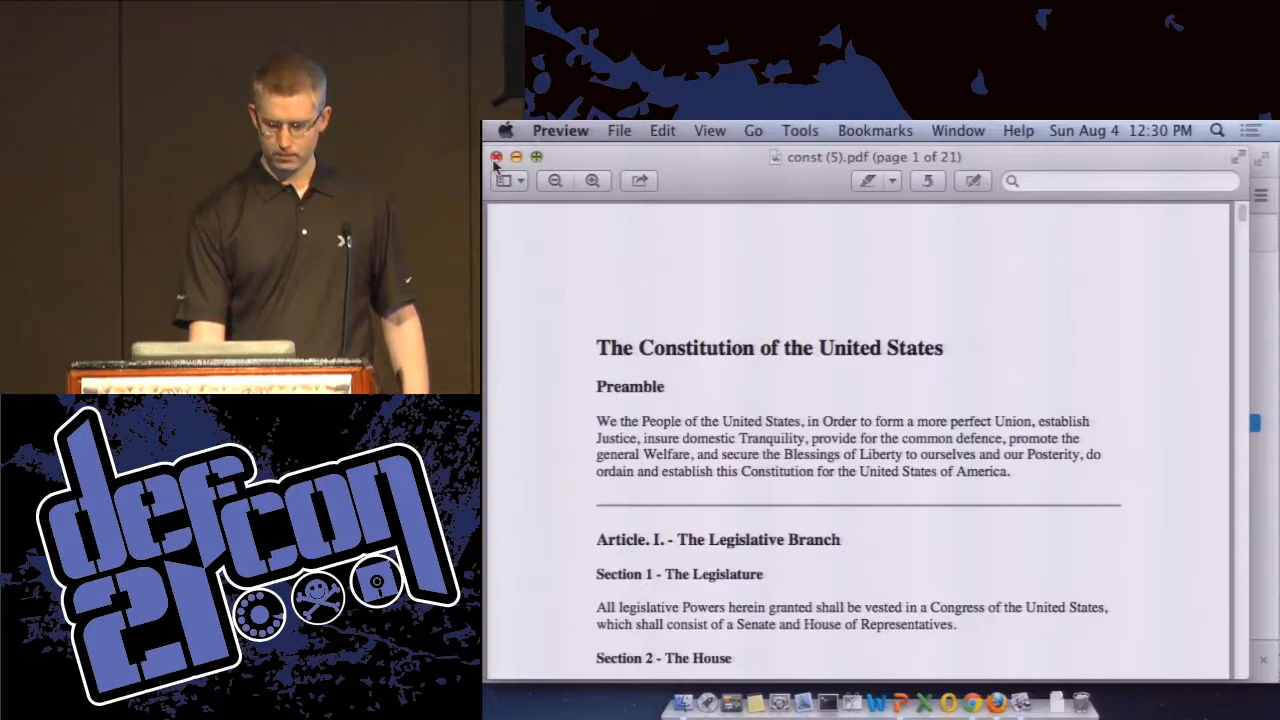 Preview File Edit View Go Tools Bookmarks Window Help Sun Aug 4 12:30 PM
const (5).pdf (page 1 of 21)
The Constitution of the United States
Preamble
We the People of the United States, in Order to form a more perfect Union, establish
Justice, insure domestic Tranquility, provide for the common defence, promote the
general Welfare, and secure the Blessings of Liberty to ourselves and our Posterity, do
ordain and establish this Constitution for the United States of America.
Article. I. - The Legislative Branch
Section 1 - The Legislature
All legislative Powers herein granted shall be vested in a Congress of the United States,
which shall consist of a Senate and House of Representatives.
Section 2 - The House
defcon
21